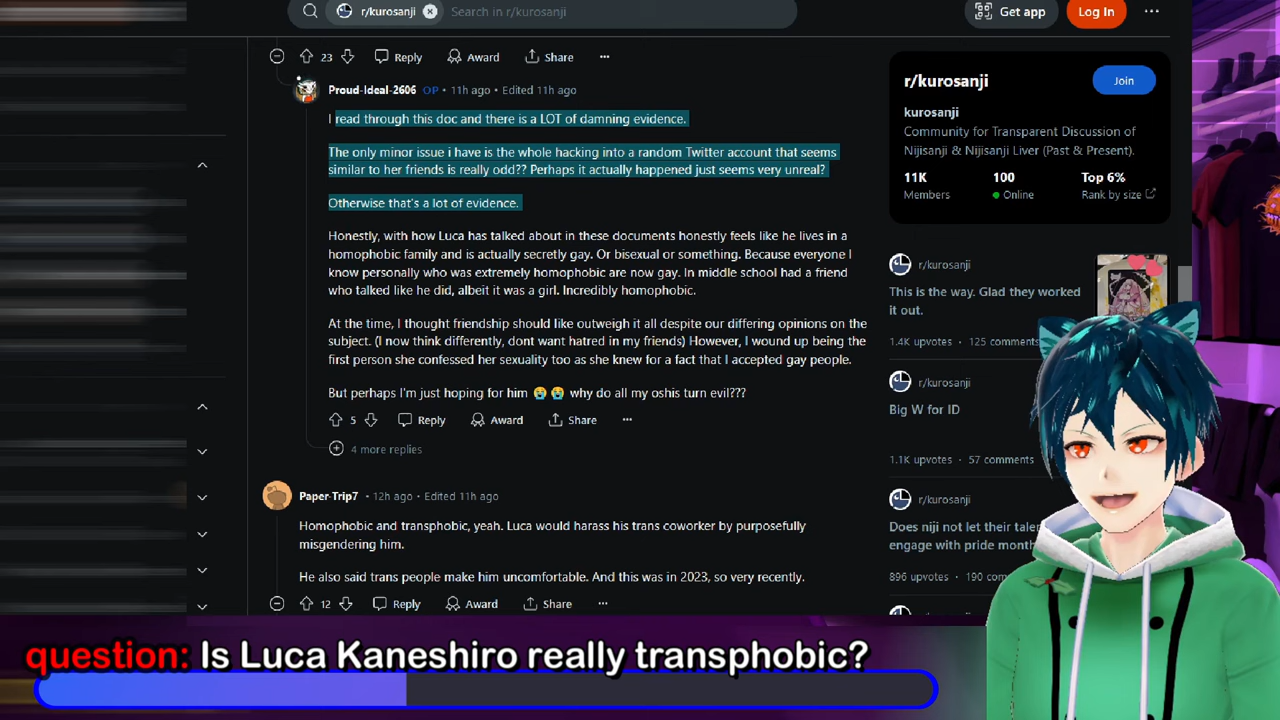 r/kurosanji
Search in r/kurosanji
Get app
Log In
23
Reply
Award
Share
Proud-Ideal-2606 OP • 11h ago • Edited 11h ago
I read through this doc and there is a LOT of damning evidence.
The only minor issue i have is the whole hacking into a random Twitter account that seems
similar to her friends is really odd?? Perhaps it actually happened just seems very unreal?
Otherwise that's a lot of evidence.
Honestly, with how Luca has talked about in these documents honestly feels like he lives in a
homophobic family and is actually secretly gay. Or bisexual or something. Because everyone I
know personally who was extremely homophobic are now gay. In middle school had a friend
who talked like he did, albeit it was a girl. Incredibly homophobic.
At the time, I thought friendship should like outweigh it all despite our differing opinions on the
subject. (I now think differently, dont want hatred in my friends) However, I wound up being the
first person she confessed her sexuality too as she knew for a fact that I accepted gay people.
But perhaps I'm just hoping for him 😭 😭 why do all my oshis turn evil???
5
Reply
Award
Share
4 more replies
Paper-Trip7 • 12h ago • Edited 11h ago
Homophobic and transphobic, yeah. Luca would harass his trans coworker by purposefully
misgendering him.
He also said trans people make him uncomfortable. And this was in 2023, so very recently.
12
Reply
Award
Share
r/kurosanji
Join
kurosanji
Community for Transparent Discussion of
Nijisanji & Nijisanji Liver (Past & Present).
11K
100
Top 6%
Members
Online
Rank by size
r/kurosanji
This is the way. Glad they worked
it out.
1.4K upvotes • 125 comments
r/kurosanji
Big W for ID
1.1K upvotes • 57 comments
r/kurosanji
Does niji not let their tale
engage with pride mont
896 upvotes • 190 com
question: Is Luca Kaneshiro really transphobic?